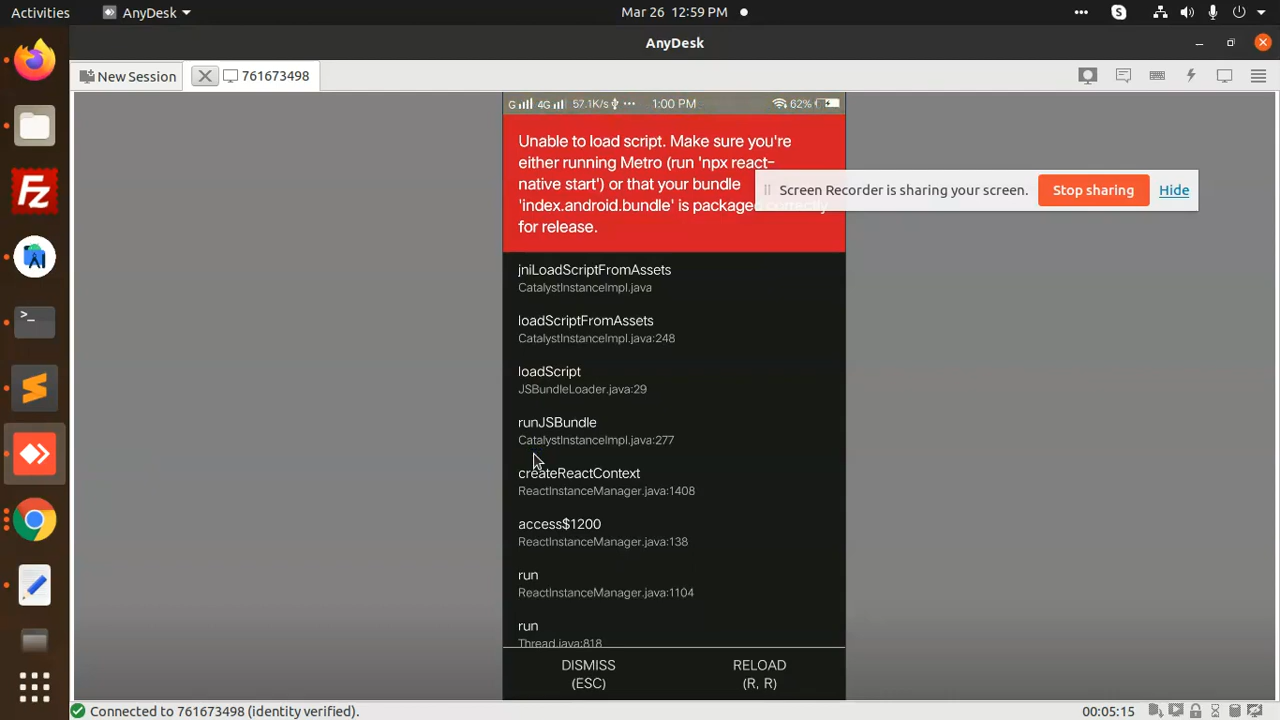 Activities
AnyDesk
Mar 26 12:59 PM
AnyDesk
New Session
761673498
G 4G 57.1K/s ••• 1:00 PM 62%
Unable to load script. Make sure you're
either running Metro (run 'npx react-
native start') or that your bundle
'index.android.bundle' is packaged correctly
for release.
Screen Recorder is sharing your screen.
Stop sharing
Hide
jniLoadScriptFromAssets
CatalystInstanceImpl.java
loadScriptFromAssets
CatalystInstanceImpl.java:248
loadScript
JSBundleLoader.java:29
runJSBundle
CatalystInstanceImpl.java:277
createReactContext
ReactInstanceManager.java:1408
access$1200
ReactInstanceManager.java:138
run
ReactInstanceManager.java:1104
run
Thread.java:818
DISMISS
(ESC)
RELOAD
(R, R)
Connected to 761673498 (identity verified).
00:05:15